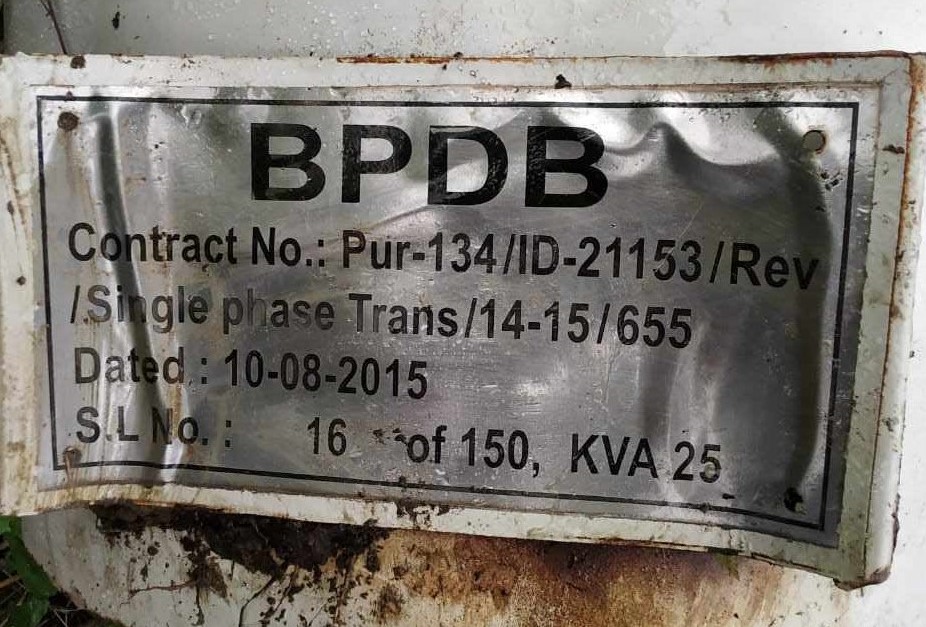 BPDB
Contract No.: Pur-134/ID-21153/Rev
/Single phase Trans/14-15/655
Dated.: 10-08-2015
S.L No. : 16 of 150, KVA 25